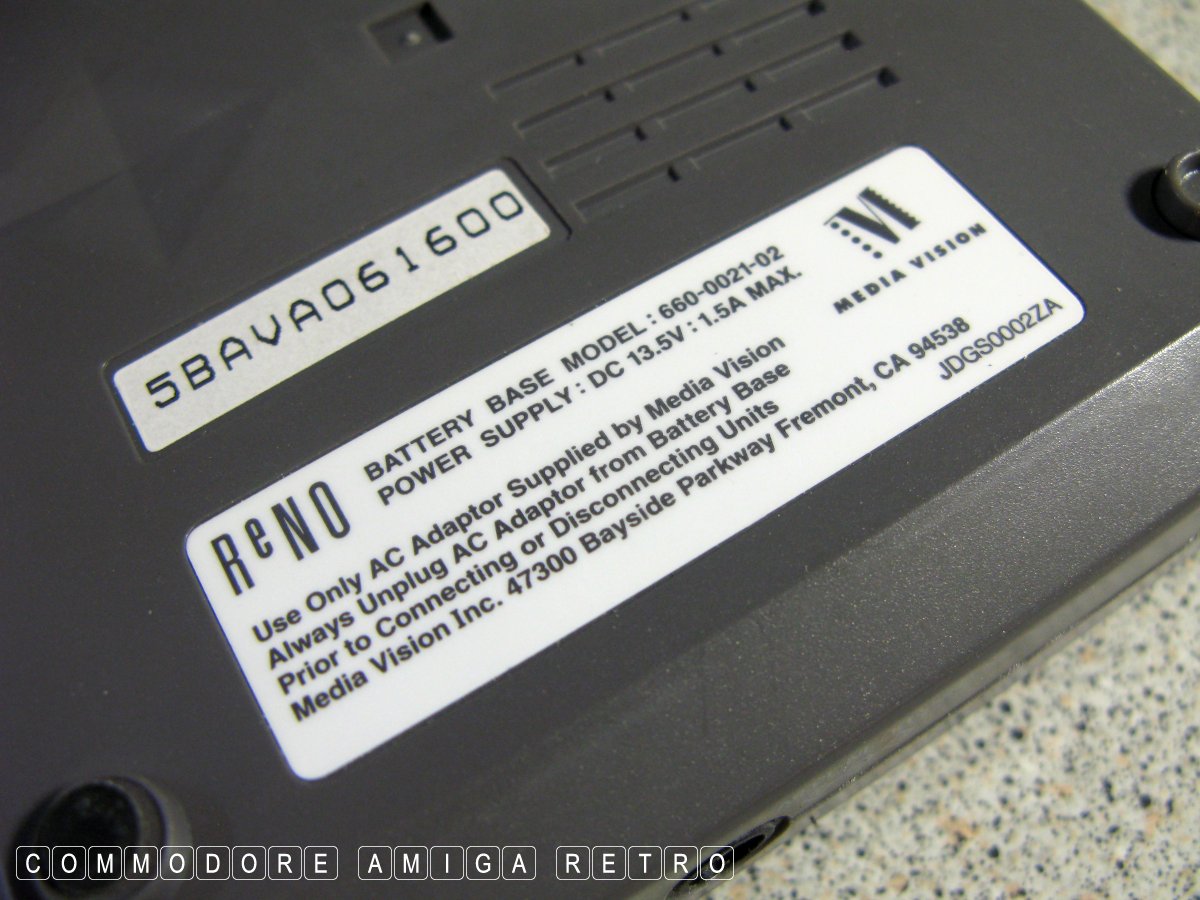 5BAVA061600
ReNO
BATTERY BASE MODEL : 660-0021-02
POWER SUPPLY : DC 13.5V : 1.5A MAX.
MEDIA VISION
Use Only AC Adaptor Supplied by Media Vision
Always Unplug AC Adaptor from Battery Base
Prior to Connecting or Disconnecting Units
Media Vision Inc. 47300 Bayside Parkway Fremont, CA 94538
JDGS0002ZA
COMMODORE AMIGA RETRO